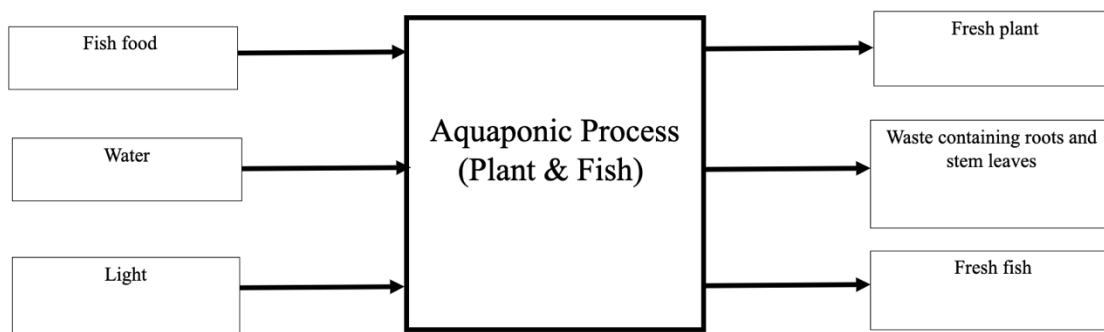 Fish food
Water
Light
Aquaponic Process
(Plant & Fish)
Fresh plant
Waste containing roots and
stem leaves
Fresh fish